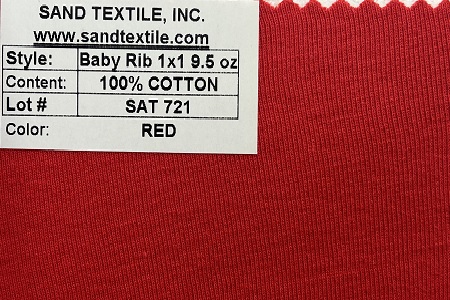 SAND TEXTILE, INC.
www.sandtextile.com
Style: Baby Rib 1x1 9.5 oz
Content: 100% COTTON
Lot # SAT 721
Color: RED